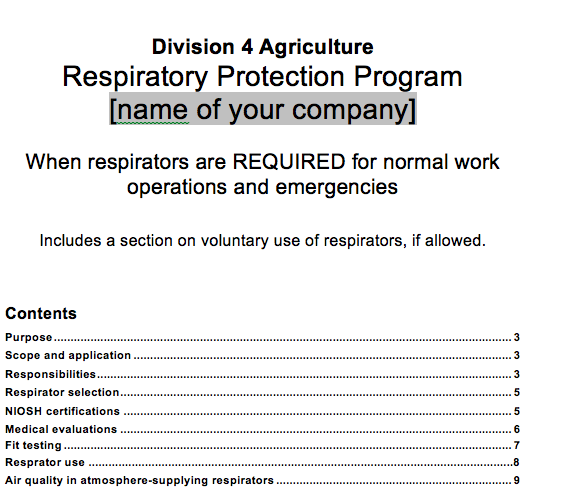 Division 4 Agriculture
Respiratory Protection Program
[name of your company]
When respirators are REQUIRED for normal work
operations and emergencies
Includes a section on voluntary use of respirators, if allowed.
Contents
Purpose 3
Scope and application 3
Responsibilities 3
Respirator selection 5
NIOSH certifications 5
Medical evaluations 6
Fit testing 7
Resprator use 8
Air quality in atmosphere-supplying respirators 9